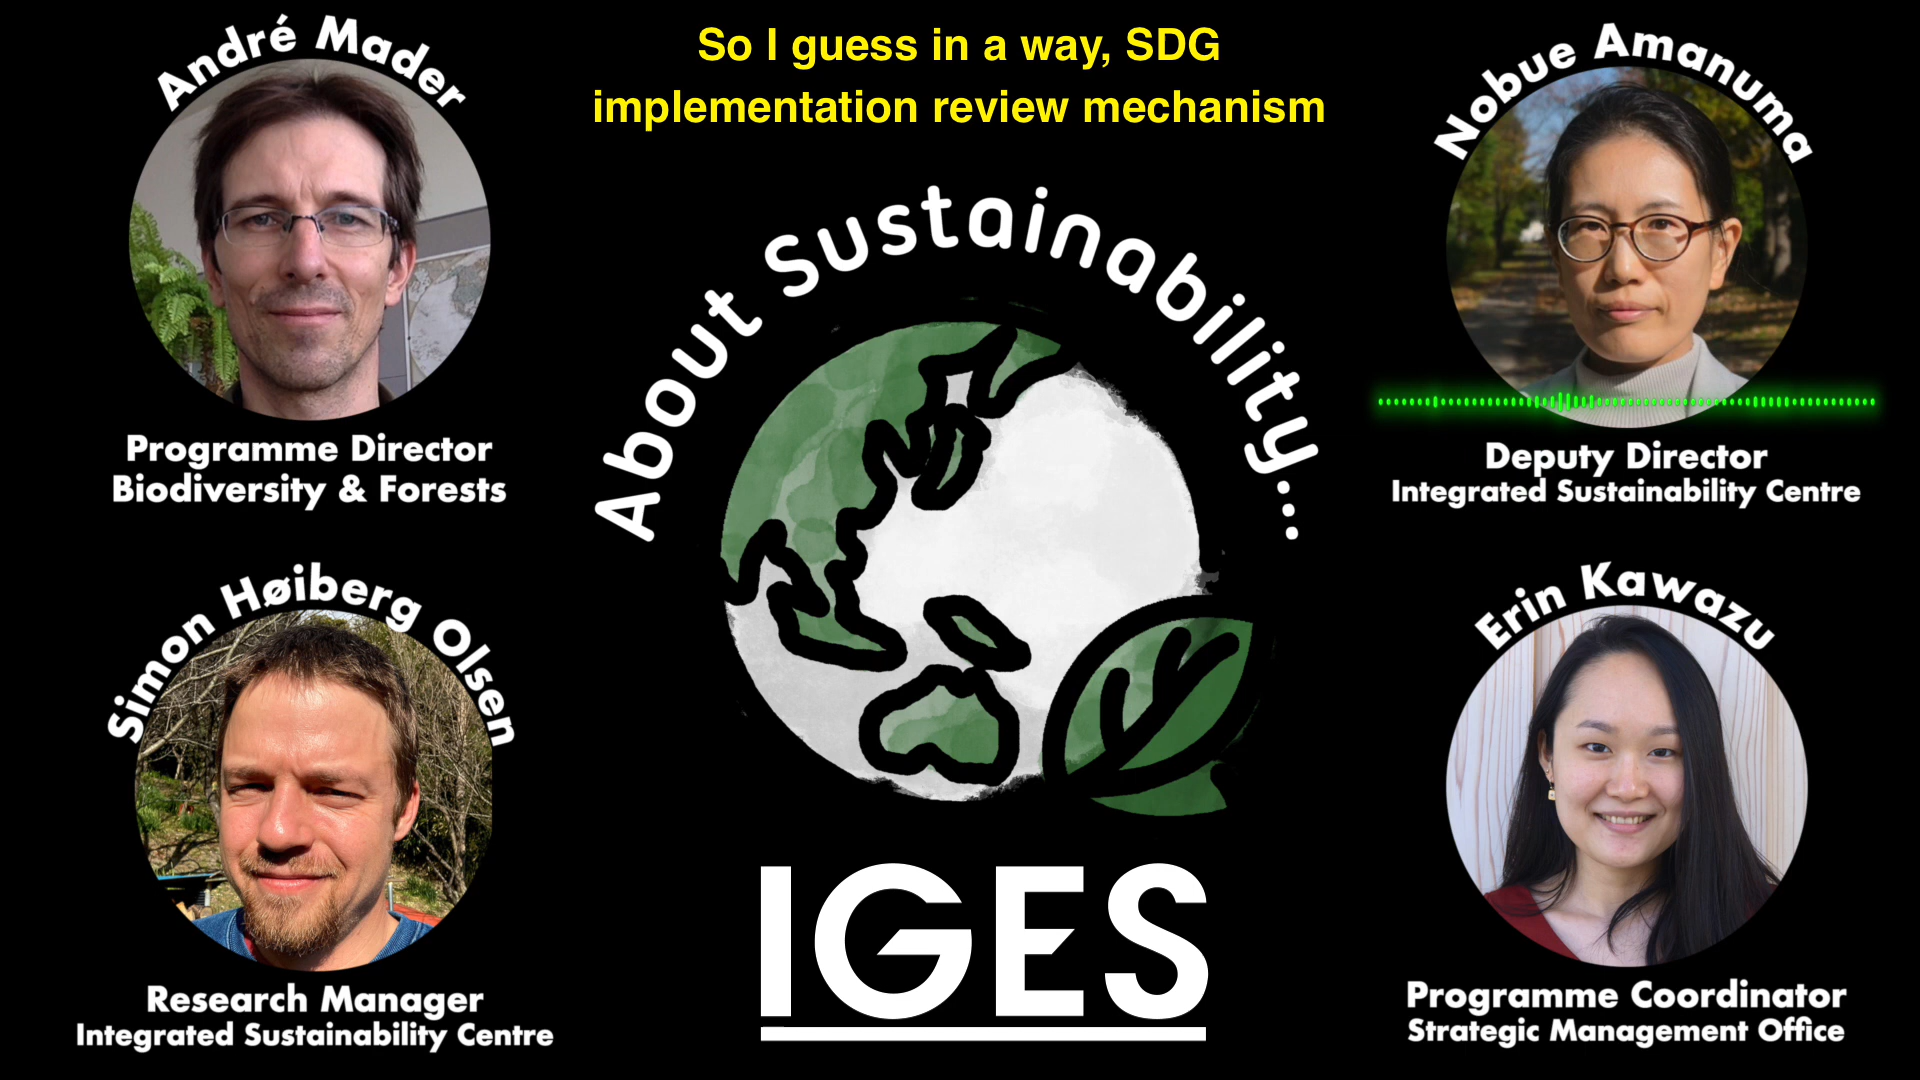 So I guess in a way, SDG
implementation review mechanism
André Mader
Programme Director
Biodiversity & Forests
Nobue Amanuma
Deputy Director
Integrated Sustainability Centre
About Sustainability...
Simon Høiberg Olsen
Research Manager
Integrated Sustainability Centre
Erin Kawazu
Programme Coordinator
Strategic Management Office
IGES